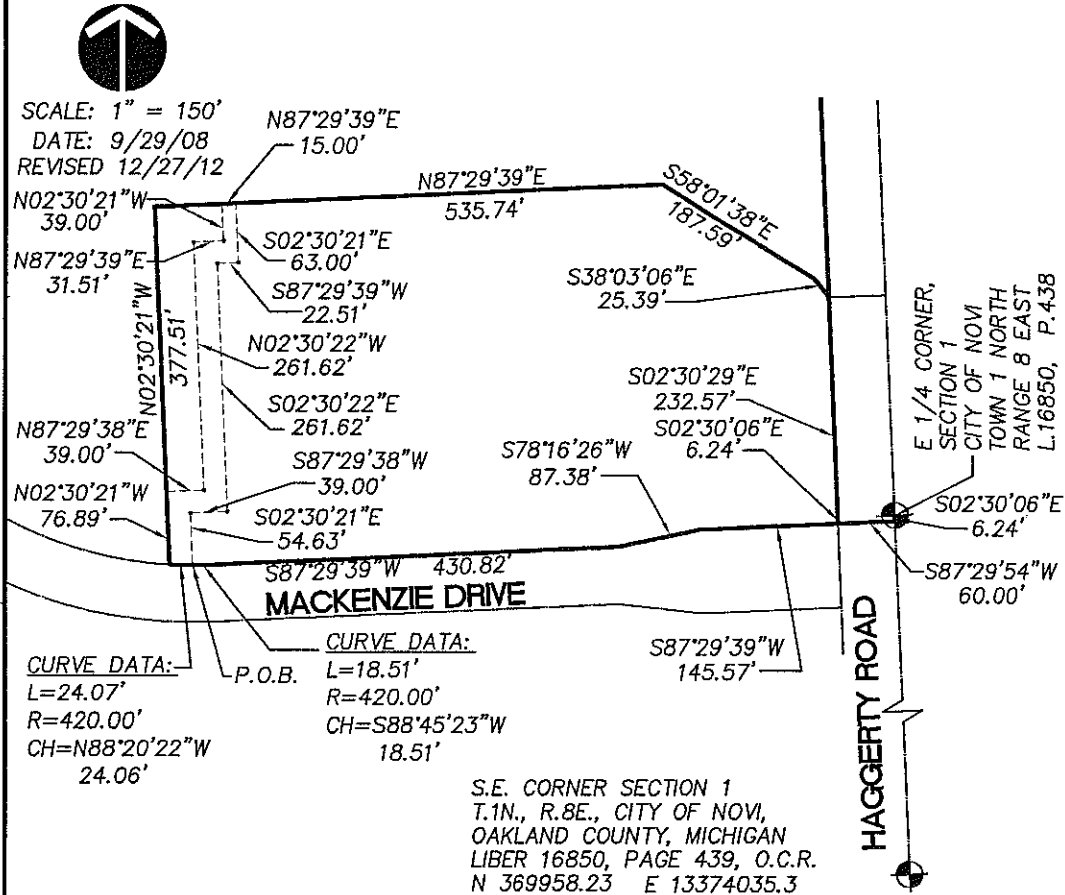 SCALE: 1" = 150'
DATE: 9/29/08
REVISED 12/27/12
N87°29'39"E
15.00'
N02°30'21"W
39.00'
N87°29'39"E
535.74'
S58°01'38"E
187.59'
N87°29'39"E
31.51'
S02°30'21"E
63.00'
S87°29'39"W
22.51'
S38°03'06"E
25.39'
N02°30'21"W
377.51'
N02°30'22"W
261.62'
S02°30'22"E
261.62'
S02°30'29"E
232.57'
S02°30'06"E
6.24'
E 1/4 CORNER,
SECTION 1
CITY OF NOVI
TOWN 1 NORTH
RANGE 8 EAST
L.16850, P.438
N87°29'38"E
39.00'
S87°29'38"W
39.00'
S78°16'26"W
87.38'
N02°30'21"W
76.89'
S02°30'21"E
54.63'
S02°30'06"E
6.24'
S87°29'54"W
60.00'
S87°29'39"W 430.82'
MACKENZIE DRIVE
S87°29'39"W
145.57'
HAGGERTY ROAD
CURVE DATA:
L=24.07'
R=420.00'
CH=N88°20'22"W
24.06'
P.O.B.
CURVE DATA:
L=18.51'
R=420.00'
CH=S88°45'23"W
18.51'
S.E. CORNER SECTION 1
T.1N., R.8E., CITY OF NOVI,
OAKLAND COUNTY, MICHIGAN
LIBER 16850, PAGE 439, O.C.R.
N 369958.23 E 13374035.3